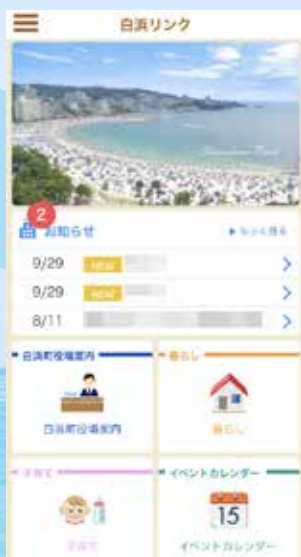 白浜リンク
2
お知らせ
▶ もっと見る
9/29 NEW
9/29 NEW
8/11
白浜町役場案内
暮らし
白浜町役場案内
暮らし
子育て
イベントカレンダー
15
子育て
イベントカレンダー